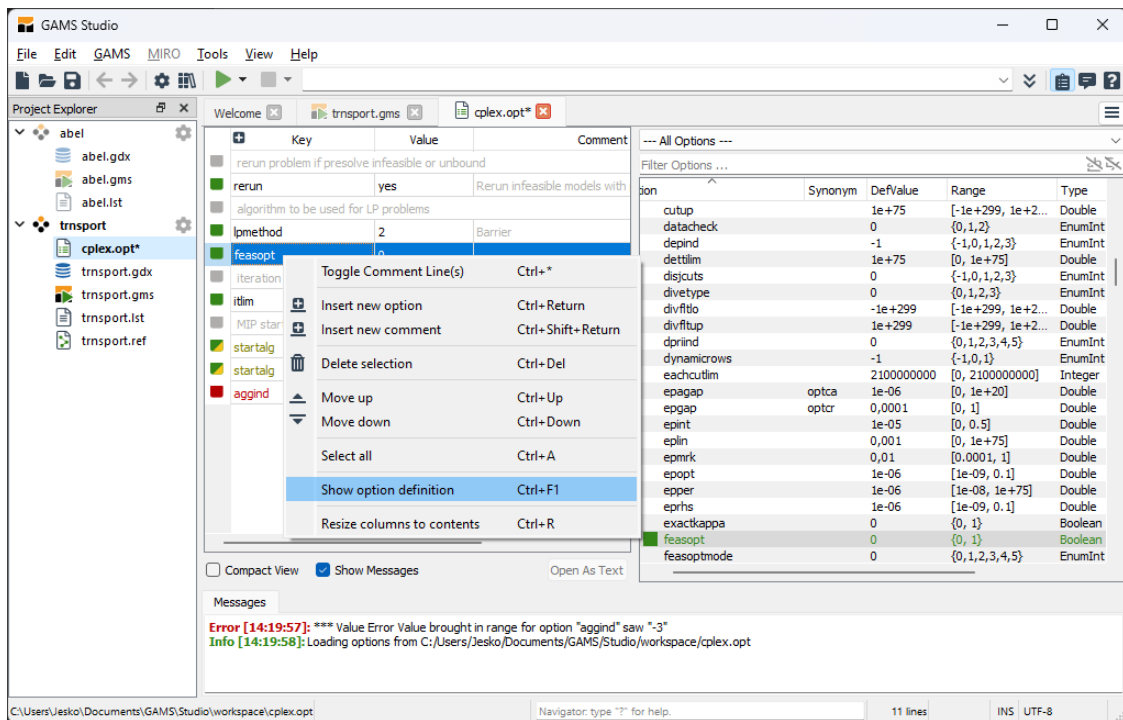 GAMS Studio
File Edit GAMS MIRO Tools View Help
Project Explorer
abel
abel.gdx
abel.gms
abel.lst
trnsport
cplex.opt*
trnsport.gdx
trnsport.gms
trnsport.lst
trnsport.ref
Welcome trnsport.gms cplex.opt*
Key Value Comment
rerun problem if presolve infeasible or unbound
rerun yes Rerun infeasible models with
algorithm to be used for LP problems
lpmethod 2 Barrier
feasopt 0
iteration
itlim
MIP star
startalg
startalg
aggind
Toggle Comment Line(s) Ctrl+*
Insert new option Ctrl+Return
Insert new comment Ctrl+Shift+Return
Delete selection Ctrl+Del
Move up Ctrl+Up
Move down Ctrl+Down
Select all Ctrl+A
Show option definition Ctrl+F1
Resize columns to contents Ctrl+R
Compact View Show Messages Open As Text
--- All Options ---
Filter Options ...
tion Synonym DefValue Range Type
cutup 1e+75 [-1e+299, 1e+2... Double
datacheck 0 {0,1,2} EnumInt
depind -1 {-1,0,1,2,3} EnumInt
dettilim 1e+75 [0, 1e+75] Double
disjcuts 0 {-1,0,1,2,3} EnumInt
divetype 0 {0,1,2,3} EnumInt
divfltlo -1e+299 [-1e+299, 1e+2... Double
divfltup 1e+299 [-1e+299, 1e+2... Double
dpriind 0 {0,1,2,3,4,5} EnumInt
dynamicrows -1 {-1,0,1} EnumInt
eachcutlim 2100000000 [0, 2100000000] Integer
epagap optca 1e-06 [0, 1e+20] Double
epgap optcr 0,0001 [0, 1] Double
epint 1e-05 [0, 0.5] Double
eplin 0,001 [0, 1e+75] Double
epmrk 0,01 [0.0001, 1] Double
epopt 1e-06 [1e-09, 0.1] Double
epper 1e-06 [1e-08, 1e+75] Double
eprhs 1e-06 [1e-09, 0.1] Double
exactkappa 0 {0, 1} Boolean
feasopt 0 {0, 1} Boolean
feasoptmode 0 {0,1,2,3,4,5} EnumInt
Messages
Error [14:19:57]: *** Value Error Value brought in range for option "aggind" saw "-3"
Info [14:19:58]: Loading options from C:/Users/Jesko/Documents/GAMS/Studio/workspace/cplex.opt
C:\Users\Jesko\Documents\GAMS\Studio\workspace\cplex.opt Navigator: type "?" for help. 11 lines INS UTF-8